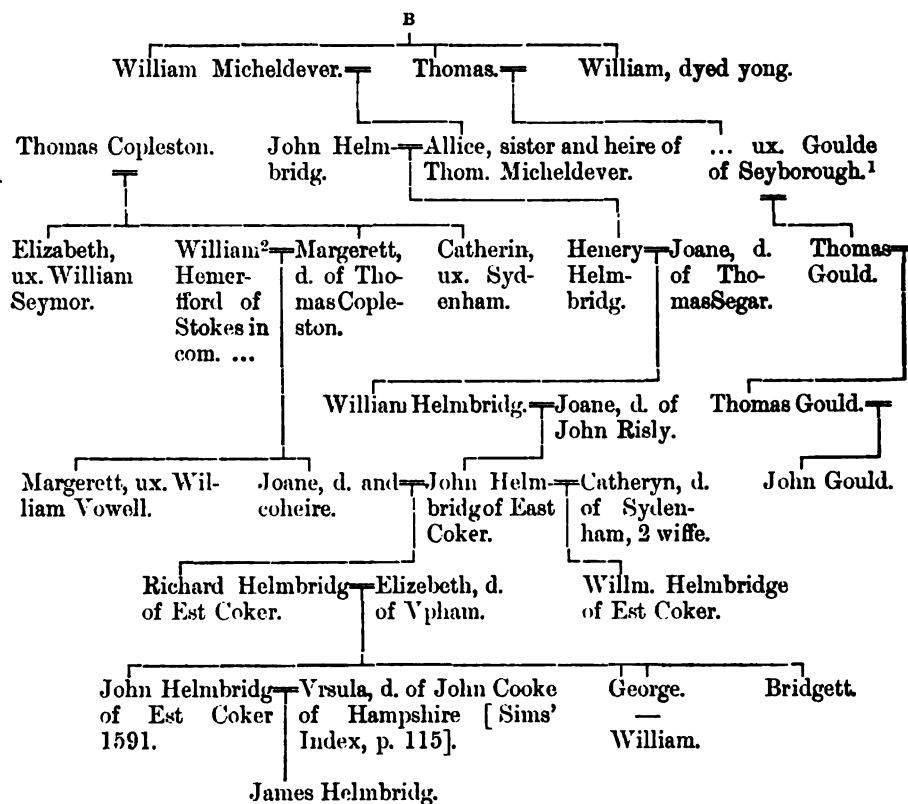 B
William Micheldever. Thomas. William, dyed yong.
Thomas Copleston.
John Helm-
bridg.
Allice, sister and heire of
Thom. Micheldever.
... ux. Goulde
of Seyborough.¹
Elizabeth,
ux. William
Seymor.
William²
Hemer-
fford of
Stokes in
com. ...
Margerett,
d. of Tho-
mas Cople-
ston.
Catherin,
ux. Syd-
enham.
Henery
Helm-
bridg.
Joane, d.
of Tho-
mas Segar.
Thomas
Gould.
William Helmbridg.
Joane, d. of
John Risly.
Thomas Gould.
Margerett, ux. Wil-
liam Vowell.
Joane, d. and
coheire.
John Helm-
bridg of East
Coker.
Catheryn, d.
of Syden-
ham, 2 wiffe.
John Gould.
Richard Helmbridg
of Est Coker.
Elizebeth, d.
of Vpham.
Willm. Helmbridge
of Est Coker.
John Helmbridg
of Est Coker
1591.
Vrsula, d. of John Cooke
of Hampshire [Sims'
Index, p. 115].
George.
—
William.
Bridgett.
James Helmbridg.